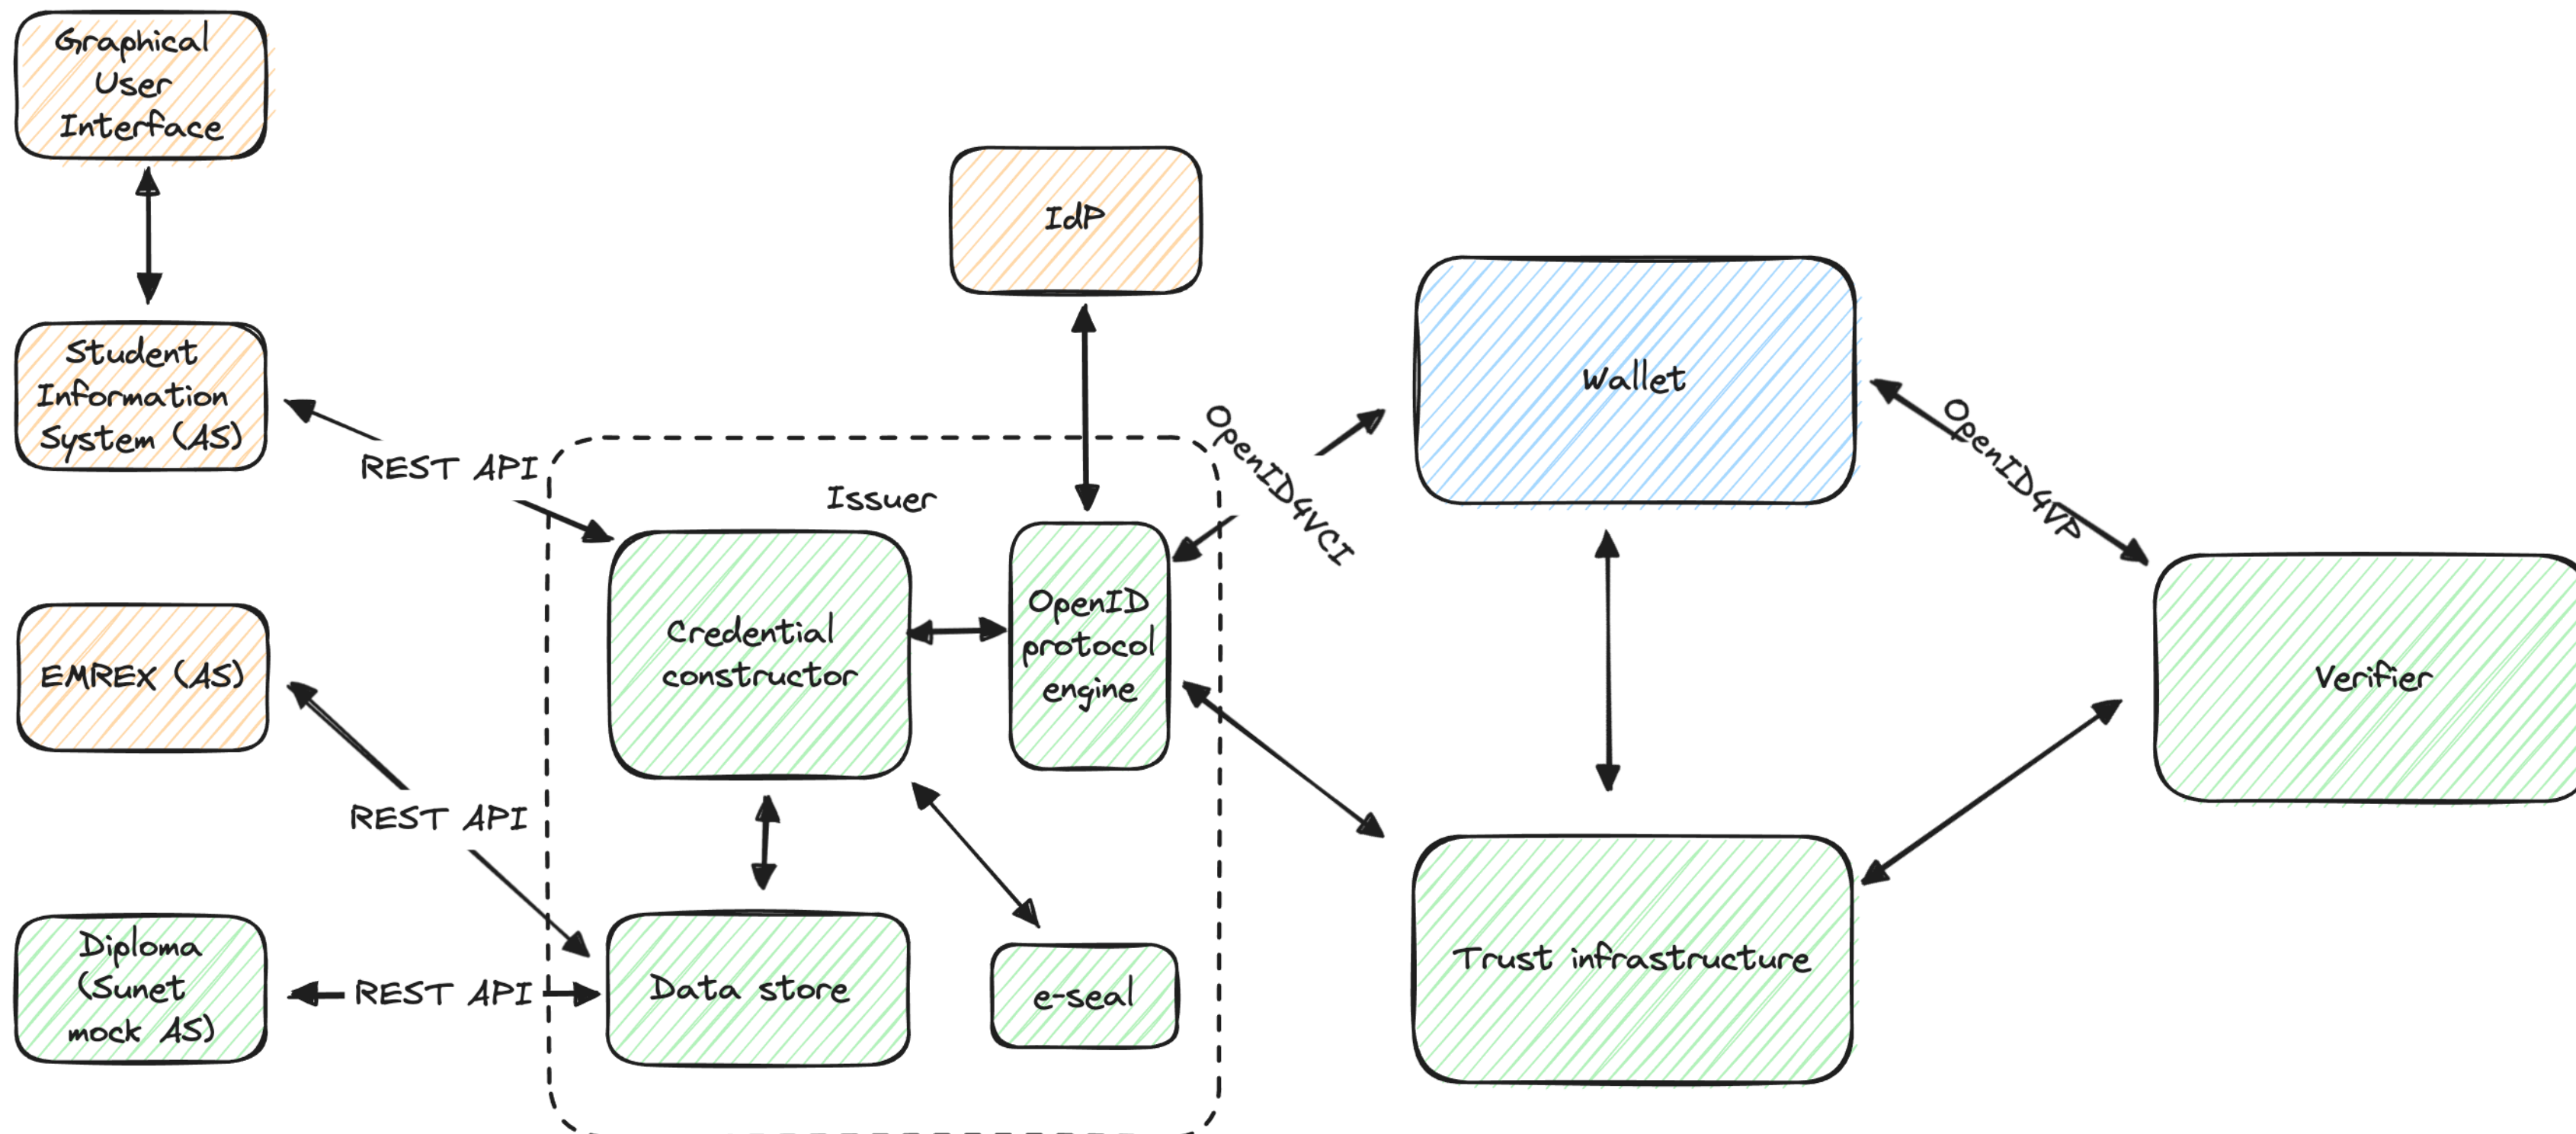 Graphical
User
Interface
IdP
Student
Information
System (AS)
Wallet
REST API
Issuer
OpenID4VCI
OpenID4VP
Credential
constructor
OpenID
protocol
engine
EMREX (AS)
Verifier
REST API
Diploma
(Sunet
mock AS)
REST API
Data store
e-seal
Trust infrastructure